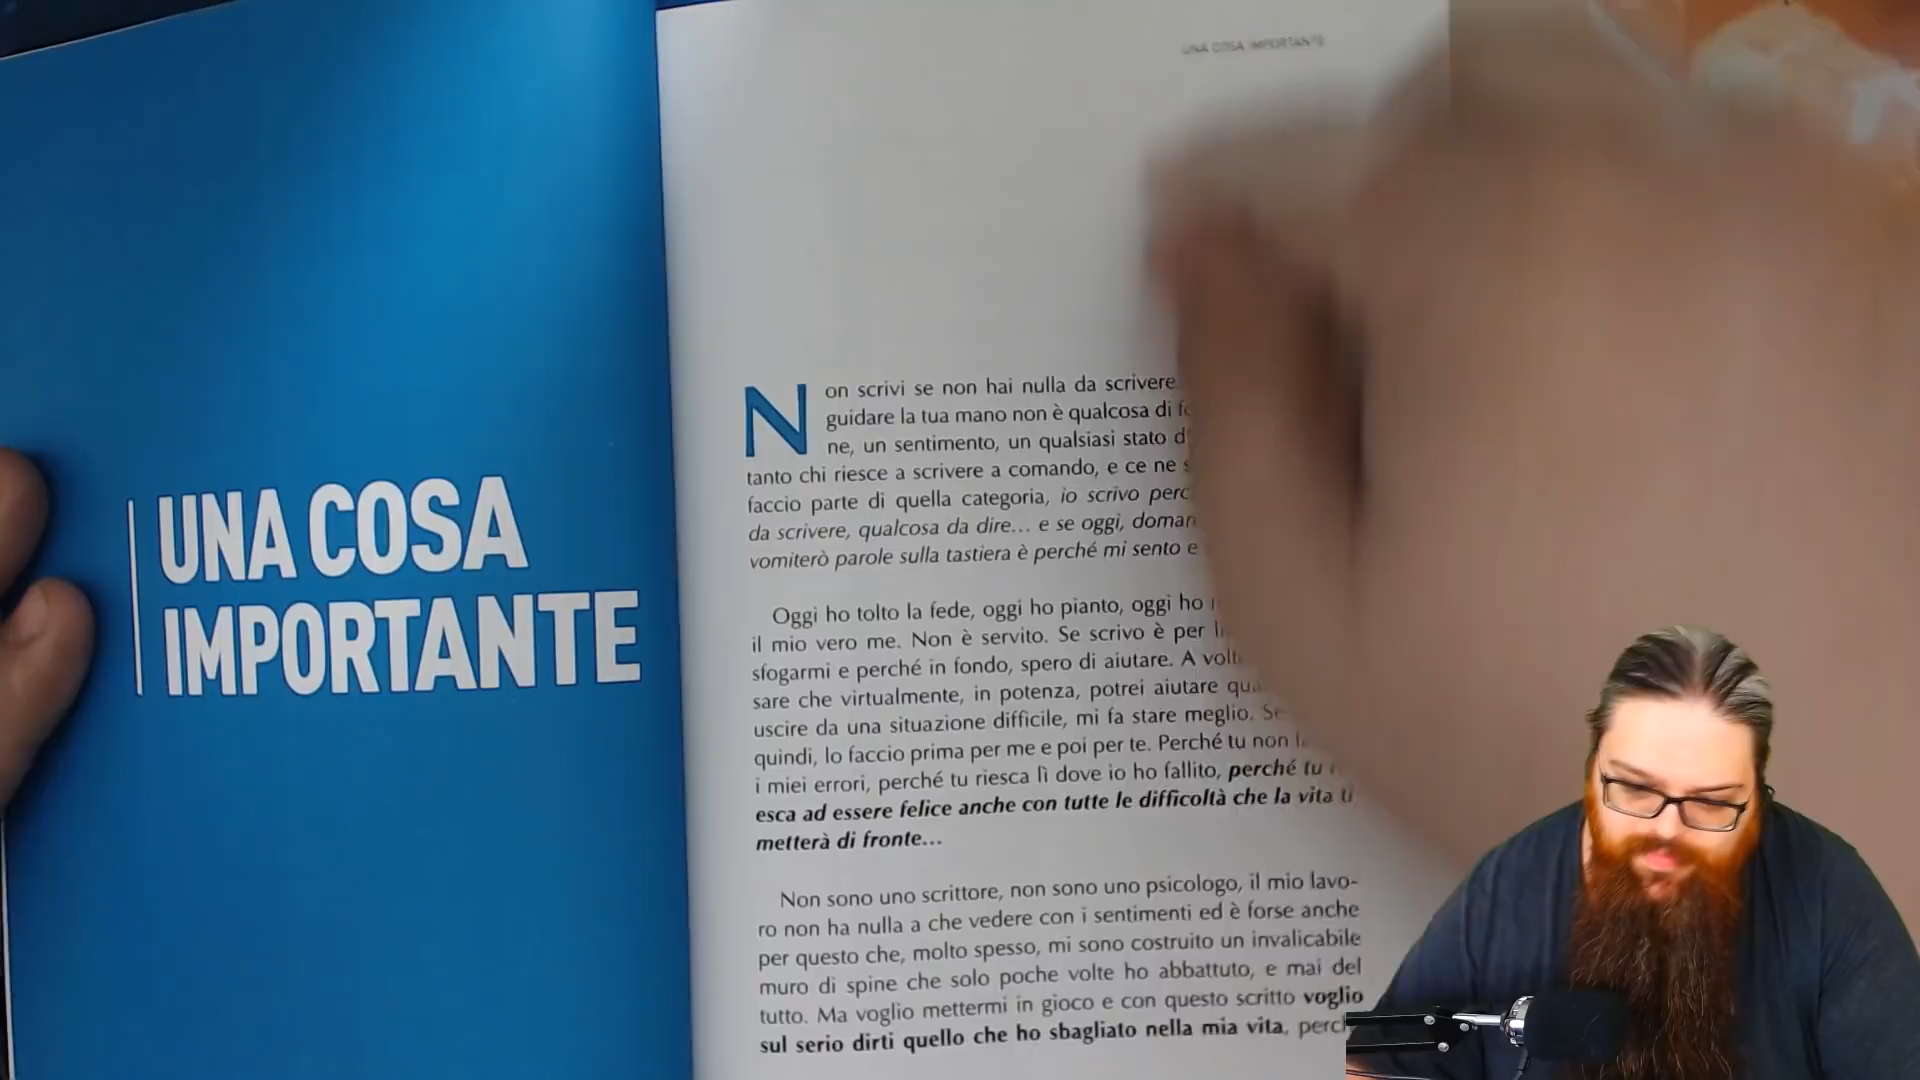 UNA COSA
IMPORTANTE
UNA COSA IMPORTANTE
Non scrivi se non hai nulla da scrivere
guidare la tua mano non è qualcosa di
ne, un sentimento, un qualsiasi stato
tanto chi riesce a scrivere a comando, e ce ne
faccio parte di quella categoria, io scrivo
da scrivere, qualcosa da dire... e se oggi,
vomiterò parole sulla tastiera è perché mi sento e
Oggi ho tolto la fede, oggi ho pianto, oggi ho
il mio vero me. Non è servito. Se scrivo è per
sfogarmi e perché in fondo, spero di aiutare. A
sare che virtualmente, in potenza, potrei aiutare
uscire da una situazione difficile, mi fa stare meglio.
quindi, lo faccio prima per me e poi per te. Perché tu non
i miei errori, perché tu riesca lì dove io ho fallito, perché tu
esca ad essere felice anche con tutte le difficoltà che la vita ti
metterà di fronte...
Non sono uno scrittore, non sono uno psicologo, il mio lavo-
ro non ha nulla a che vedere con i sentimenti ed è forse anche
per questo che, molto spesso, mi sono costruito un invalicabile
muro di spine che solo poche volte ho abbattuto, e mai del
tutto. Ma voglio mettermi in gioco e con questo scritto voglio
sul serio dirti quello che ho sbagliato nella mia vita,